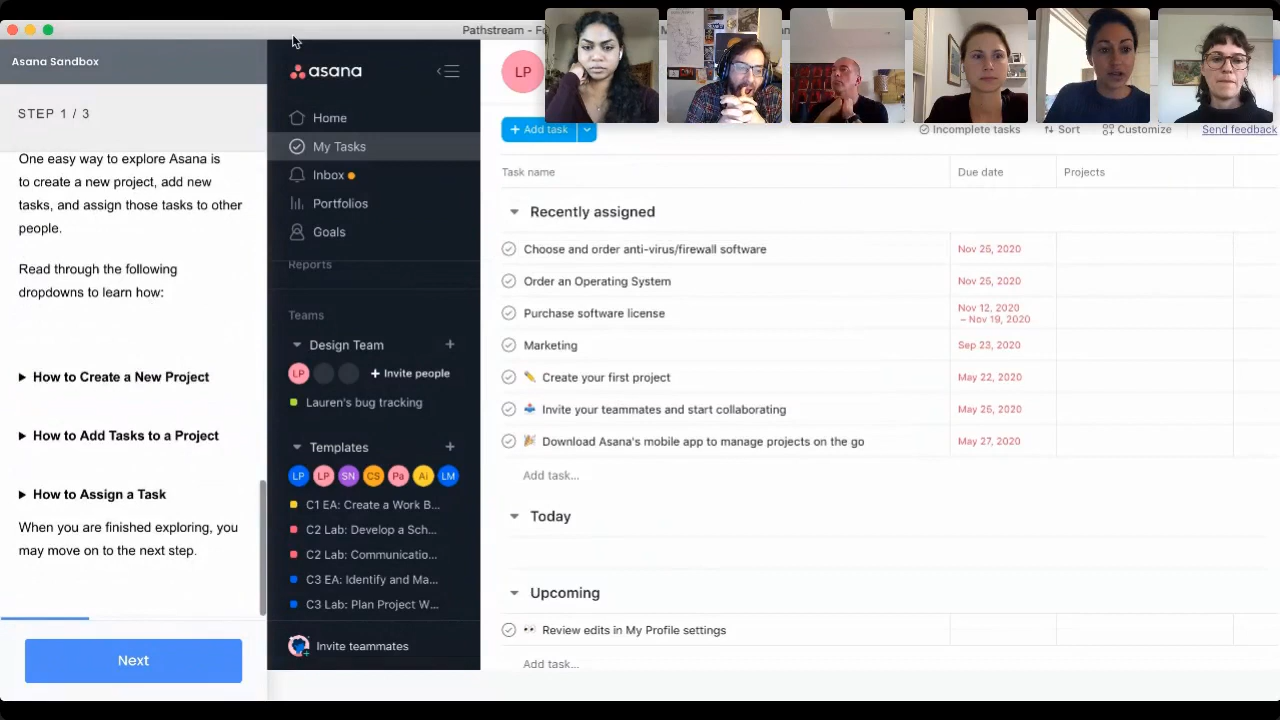 Pathstream - Fo
Asana Sandbox
STEP 1 / 3
One easy way to explore Asana is
to create a new project, add new
tasks, and assign those tasks to other
people.
Read through the following
dropdowns to learn how:
▶ How to Create a New Project
▶ How to Add Tasks to a Project
▶ How to Assign a Task
When you are finished exploring, you
may move on to the next step.
Next
asana
Home
My Tasks
Inbox
Portfolios
Goals
Reports
Teams
Design Team +
LP + Invite people
Lauren's bug tracking
Templates +
LP LP SN CS Pa Ai LM
C1 EA: Create a Work B...
C2 Lab: Develop a Sch...
C2 Lab: Communicatio...
C3 EA: Identify and Ma...
C3 Lab: Plan Project W...
Invite teammates
LP
+ Add task
Incomplete tasks Sort Customize Send feedback
Task name Due date Projects
Recently assigned
Choose and order anti-virus/firewall software Nov 25, 2020
Order an Operating System Nov 25, 2020
Purchase software license Nov 12, 2020
– Nov 19, 2020
Marketing Sep 23, 2020
Create your first project May 22, 2020
Invite your teammates and start collaborating May 25, 2020
Download Asana's mobile app to manage projects on the go May 27, 2020
Add task...
Today
Upcoming
Review edits in My Profile settings
Add task...